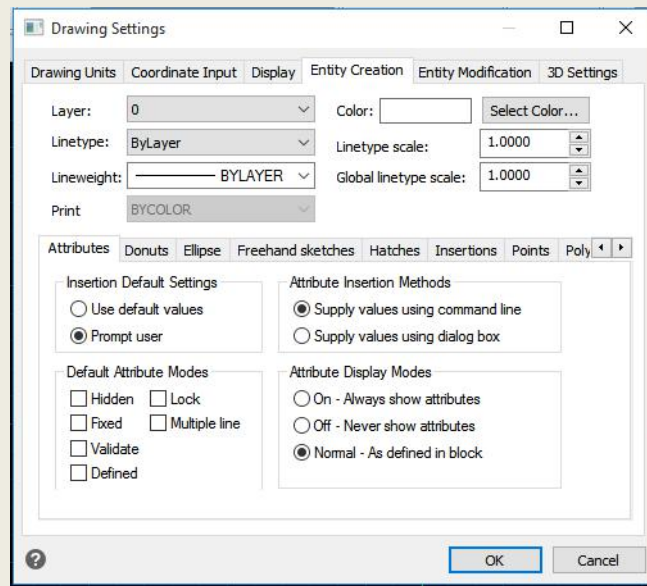 Drawing Settings
Drawing Units Coordinate Input Display Entity Creation Entity Modification 3D Settings
Layer: 0 Color: Select Color...
Linetype: ByLayer Linetype scale: 1.0000
Lineweight: BYLAYER Global linetype scale: 1.0000
Print BYCOLOR
Attributes Donuts Ellipse Freehand sketches Hatches Insertions Points Poly
Insertion Default Settings Attribute Insertion Methods
Use default values Supply values using command line
Prompt user Supply values using dialog box
Default Attribute Modes Attribute Display Modes
Hidden Lock On - Always show attributes
Fixed Multiple line Off - Never show attributes
Validate Normal - As defined in block
Defined
? OK Cancel